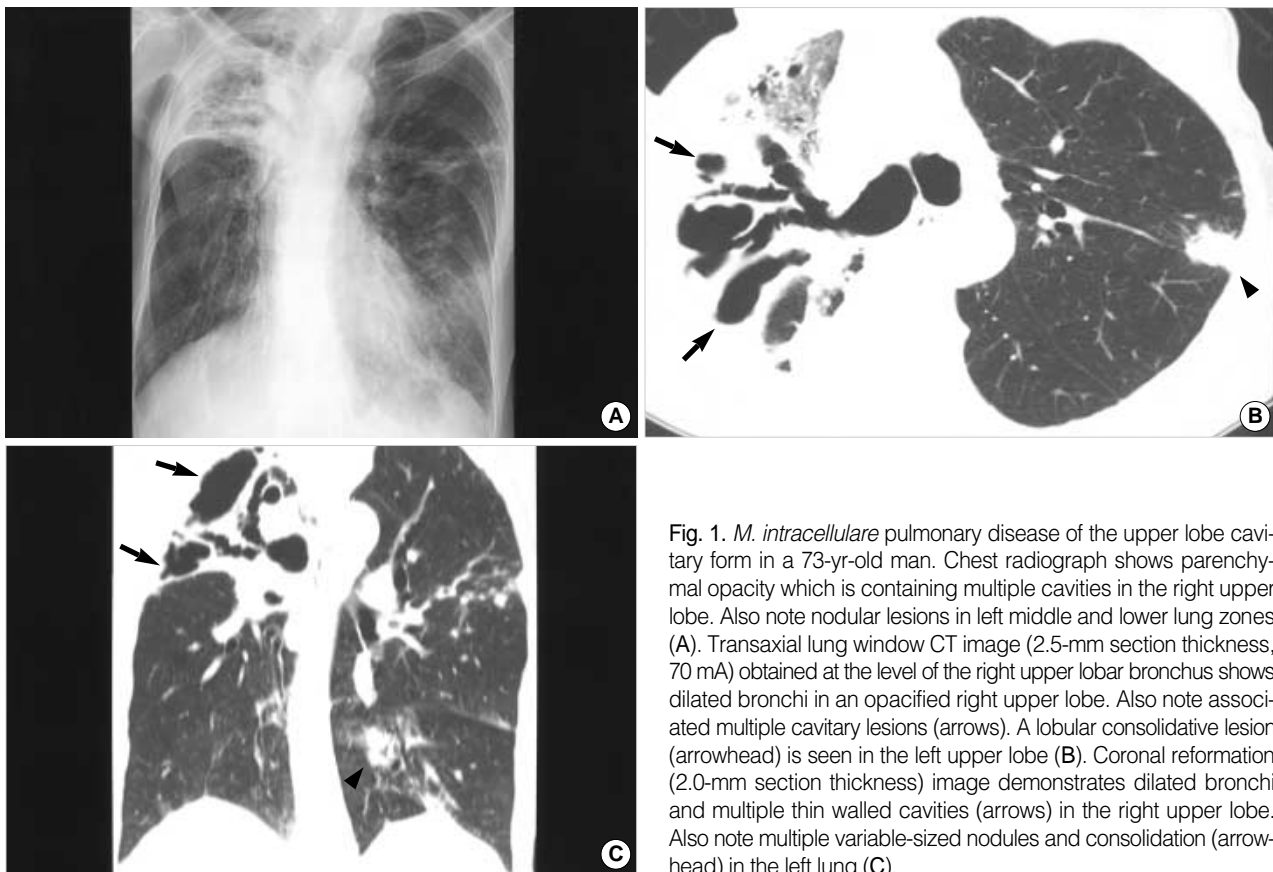 A
B
C
Fig. 1. M. intracellulare pulmonary disease of the upper lobe cavi-
tary form in a 73-yr-old man. Chest radiograph shows parenchy-
mal opacity which is containing multiple cavities in the right upper
lobe. Also note nodular lesions in left middle and lower lung zones
(A). Transaxial lung window CT image (2.5-mm section thickness,
70 mA) obtained at the level of the right upper lobar bronchus shows
dilated bronchi in an opacified right upper lobe. Also note associ-
ated multiple cavitary lesions (arrows). A lobular consolidative lesion
(arrowhead) is seen in the left upper lobe (B). Coronal reformation
(2.0-mm section thickness) image demonstrates dilated bronchi
and multiple thin walled cavities (arrows) in the right upper lobe.
Also note multiple variable-sized nodules and consolidation (arrow-
head) in the left lung (C).